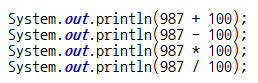 System.out.println(987 + 100);
System.out.println(987 - 100);
System.out.println(987 * 100);
System.out.println(987 / 100);